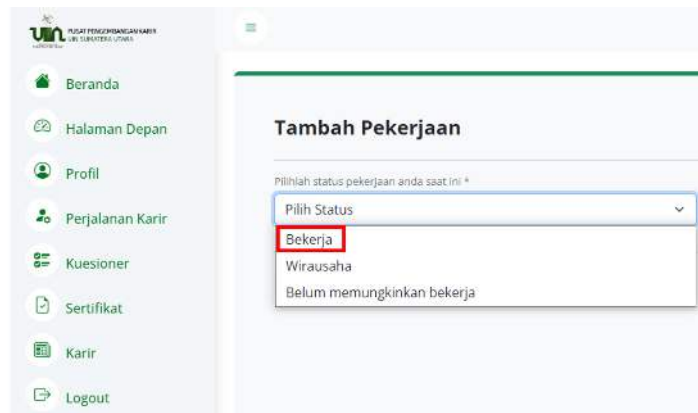 UIN
PUSAT PENGEMBANGAN KARIR
UIN SUMATERA UTARA
Beranda
Halaman Depan
Profil
Perjalanan Karir
Kuesioner
Sertifikat
Karir
Logout
Tambah Pekerjaan
Pilihlah status pekerjaan anda saat ini *
Pilih Status
Bekerja
Wirausaha
Belum memungkinkan bekerja